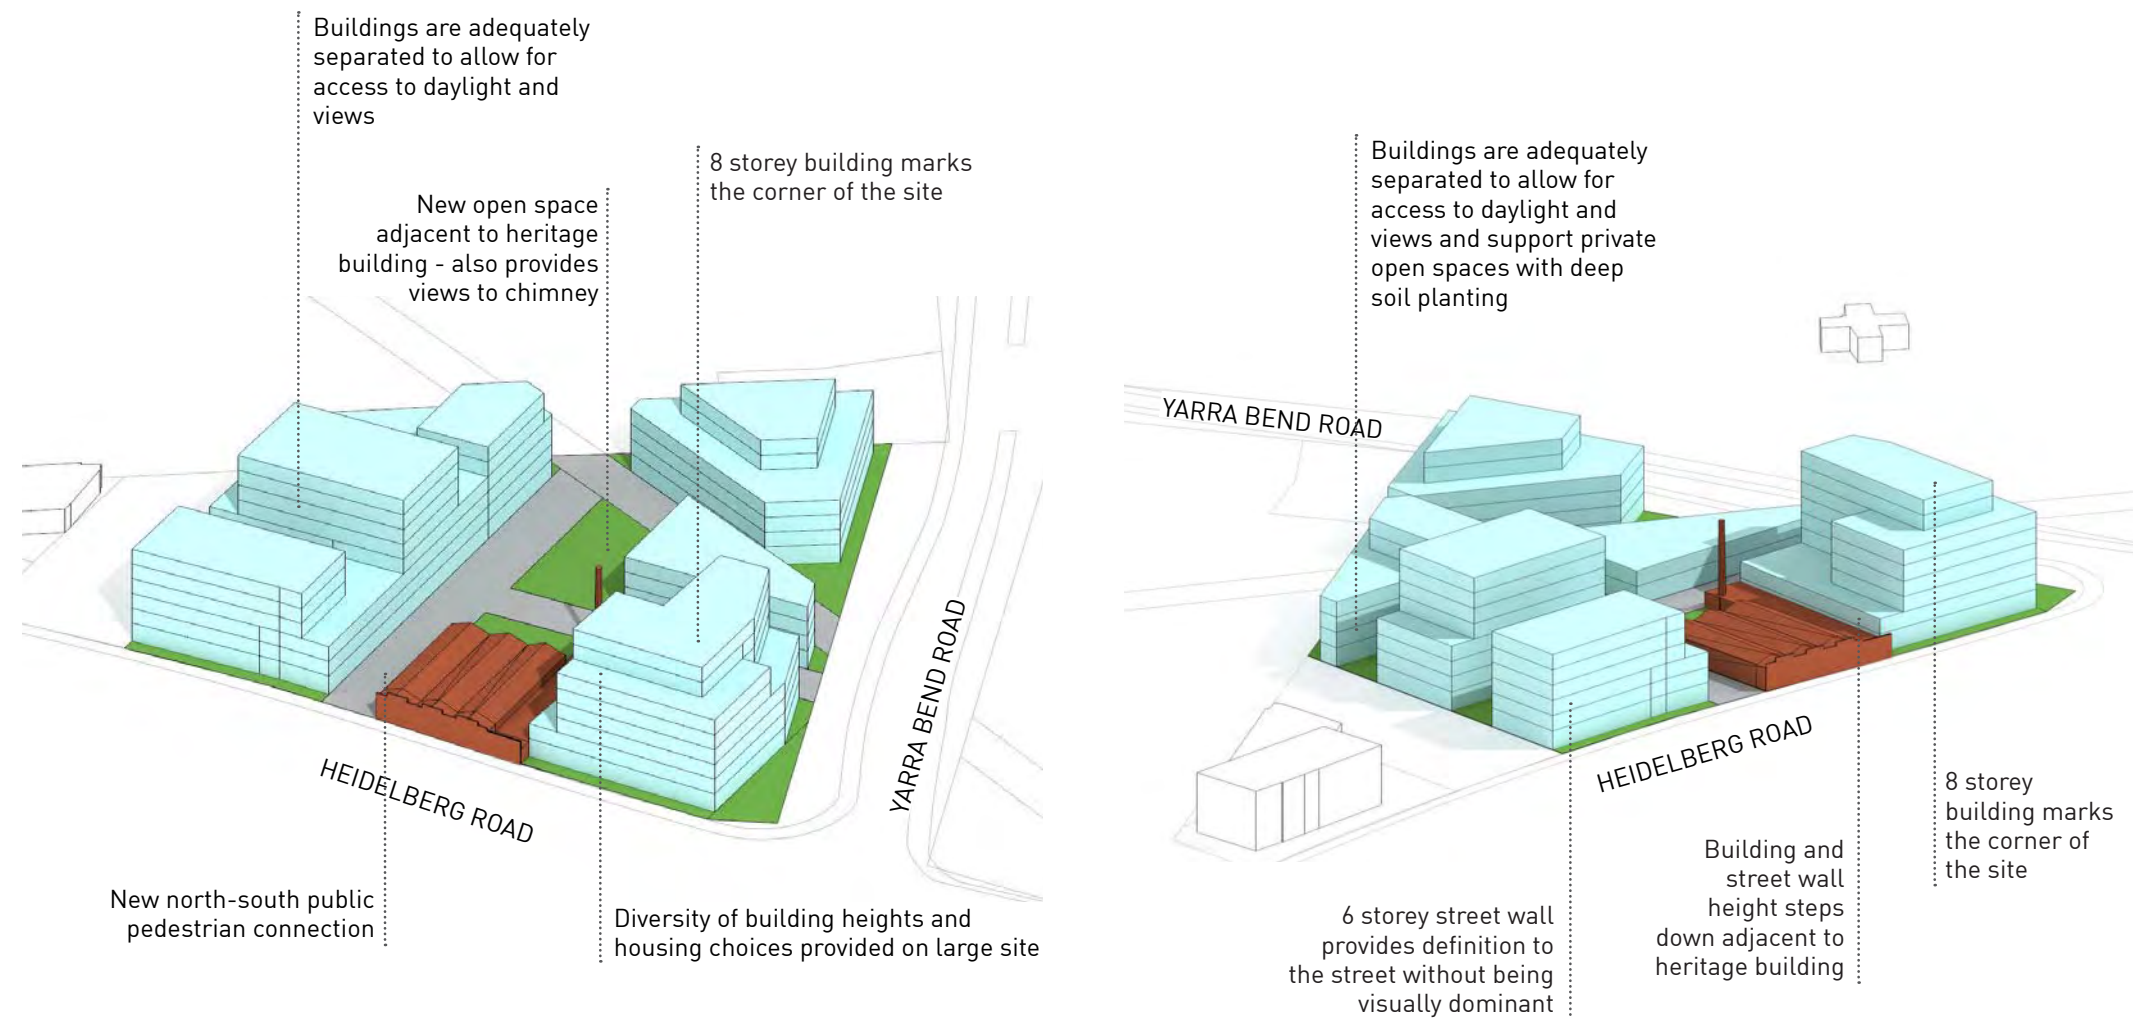 Buildings are adequately
separated to allow for
access to daylight and
views
8 storey building marks
the corner of the site
New open space
adjacent to heritage
building - also provides
views to chimney
HEIDELBERG ROAD
YARRA BEND ROAD
New north-south public
pedestrian connection
Diversity of building heights and
housing choices provided on large site
Buildings are adequately
separated to allow for
access to daylight and
views and support private
open spaces with deep
soil planting
YARRA BEND ROAD
HEIDELBERG ROAD
8 storey
building marks
the corner of
the site
Building and
street wall
height steps
down adjacent to
heritage building
6 storey street wall
provides definition to
the street without being
visually dominant